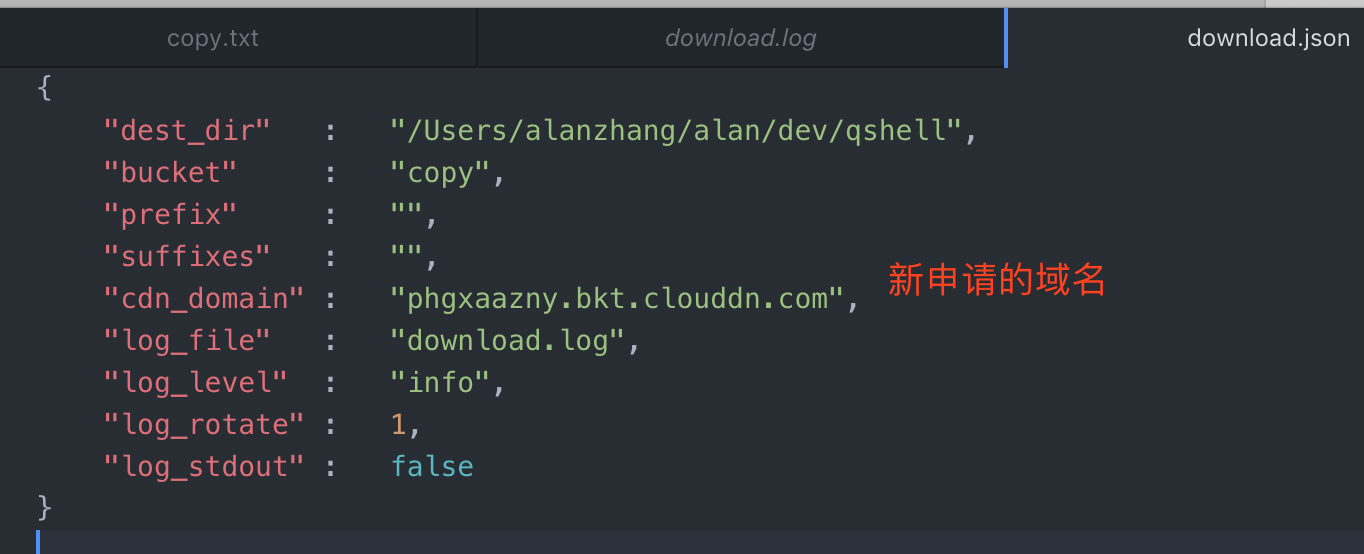 copy.txt download.log download.json
{
"dest_dir" : "/Users/alanzhang/alan/dev/qshell",
"bucket" : "copy",
"prefix" : "",
"suffixes" : "",
新申请的域名
"cdn_domain" : "phgxaazny.bkt.clouddn.com",
"log_file" : "download.log",
"log_level" : "info",
"log_rotate" : 1,
"log_stdout" : false
}